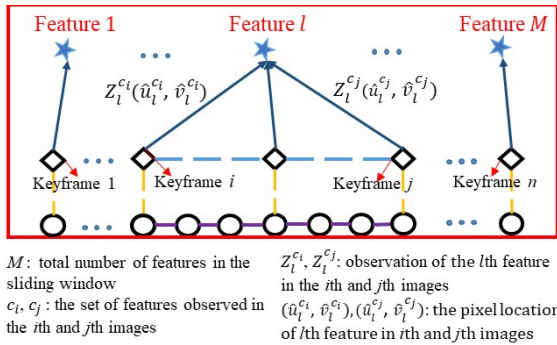 Feature 1 Feature l Feature M
... ...
Z_l^{c_i}(û_l^{c_i}, v̂_l^{c_i}) Z_l^{c_j}(û_l^{c_j}, v̂_l^{c_j})
... ...
Keyframe 1 Keyframe i Keyframe j Keyframe n
... ...
M: total number of features in the
sliding window
c_i, c_j: the set of features observed in
the ith and jth images
Z_l^{c_i}, Z_l^{c_j}: observation of the lth feature
in the ith and jth images
(û_l^{c_i}, v̂_l^{c_i}),(û_l^{c_j}, v̂_l^{c_j}): the pixel location
of lth feature in ith and jth images